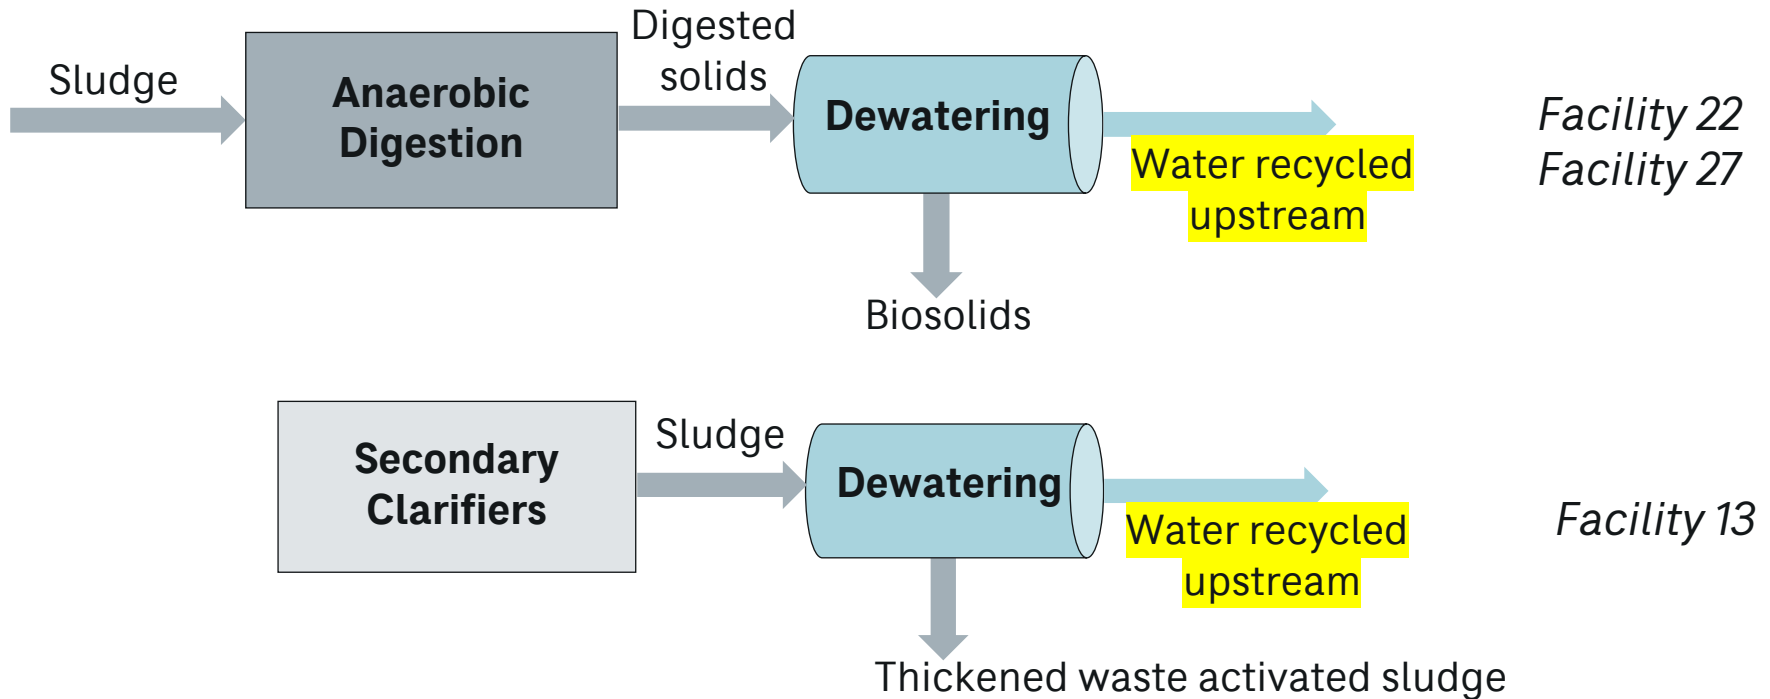 Sludge
Anaerobic
Digestion
Digested
solids
Dewatering
Water recycled
upstream
Biosolids
Facility 22
Facility 27
Secondary
Clarifiers
Sludge
Dewatering
Water recycled
upstream
Thickened waste activated sludge
Facility 13